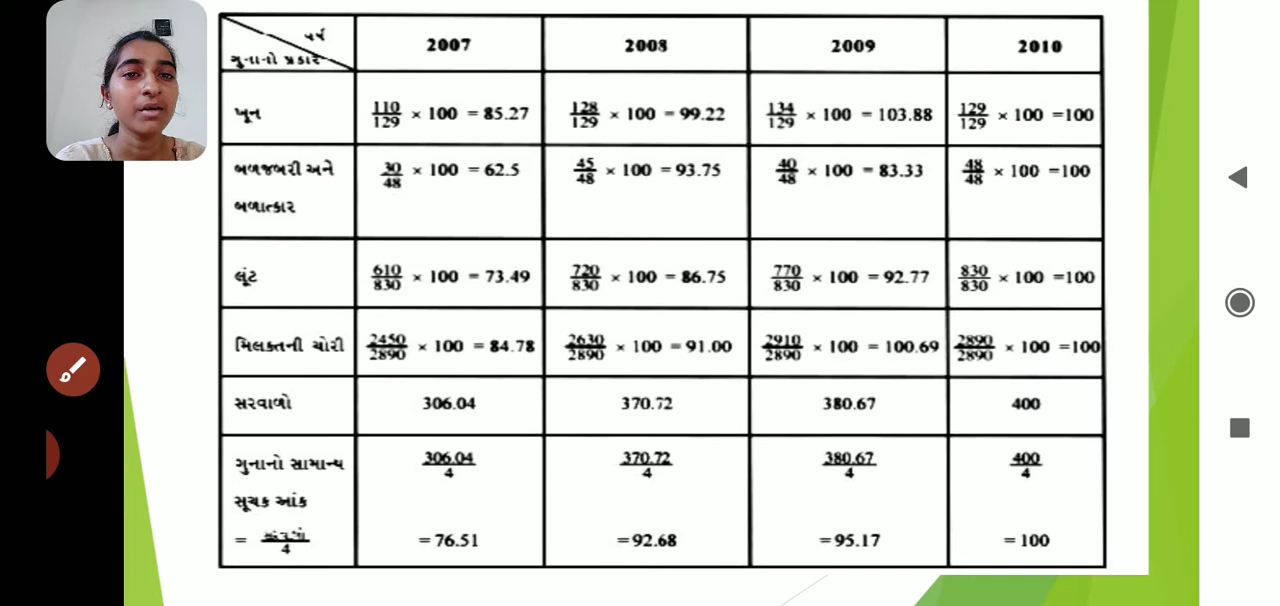 વર્ષ
ગુનાનો પ્રકાર
2007
2008
2009
2010
ખૂન
110/129 × 100 = 85.27
128/129 × 100 = 99.22
134/129 × 100 = 103.88
129/129 × 100 =100
બળજબરી અને
બળાત્કાર
30/48 × 100 = 62.5
45/48 × 100 = 93.75
40/48 × 100 = 83.33
48/48 × 100 =100
લૂંટ
610/830 × 100 = 73.49
720/830 × 100 = 86.75
770/830 × 100 = 92.77
830/830 × 100 =100
મિલક્તની ચોરી
2450/2890 × 100 = 84.78
2630/2890 × 100 = 91.00
2910/2890 × 100 = 100.69
2890/2890 × 100 =100
સરવાળો
306.04
370.72
380.67
400
ગુનાનો સામાન્ય
સૂચક આંક
= સરવાળો/4
306.04/4
= 76.51
370.72/4
= 92.68
380.67/4
= 95.17
400/4
= 100